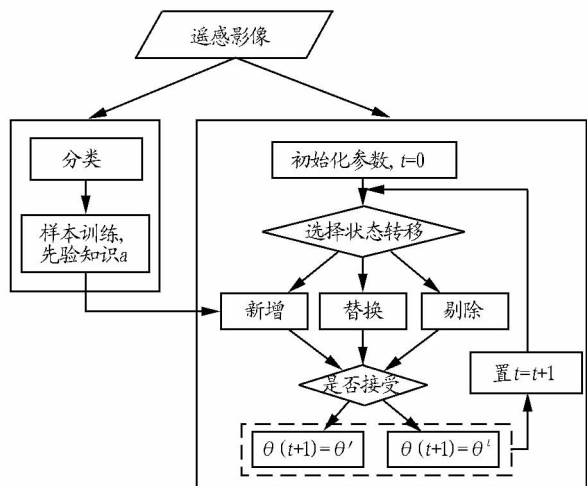 遥感影像
分类
样本训练,
先验知识a
初始化参数, t=0
选择状态转移
新增
替换
剔除
是否接受
置t=t+1
θ(t+1)=θ′
θ(t+1)=θᵗ